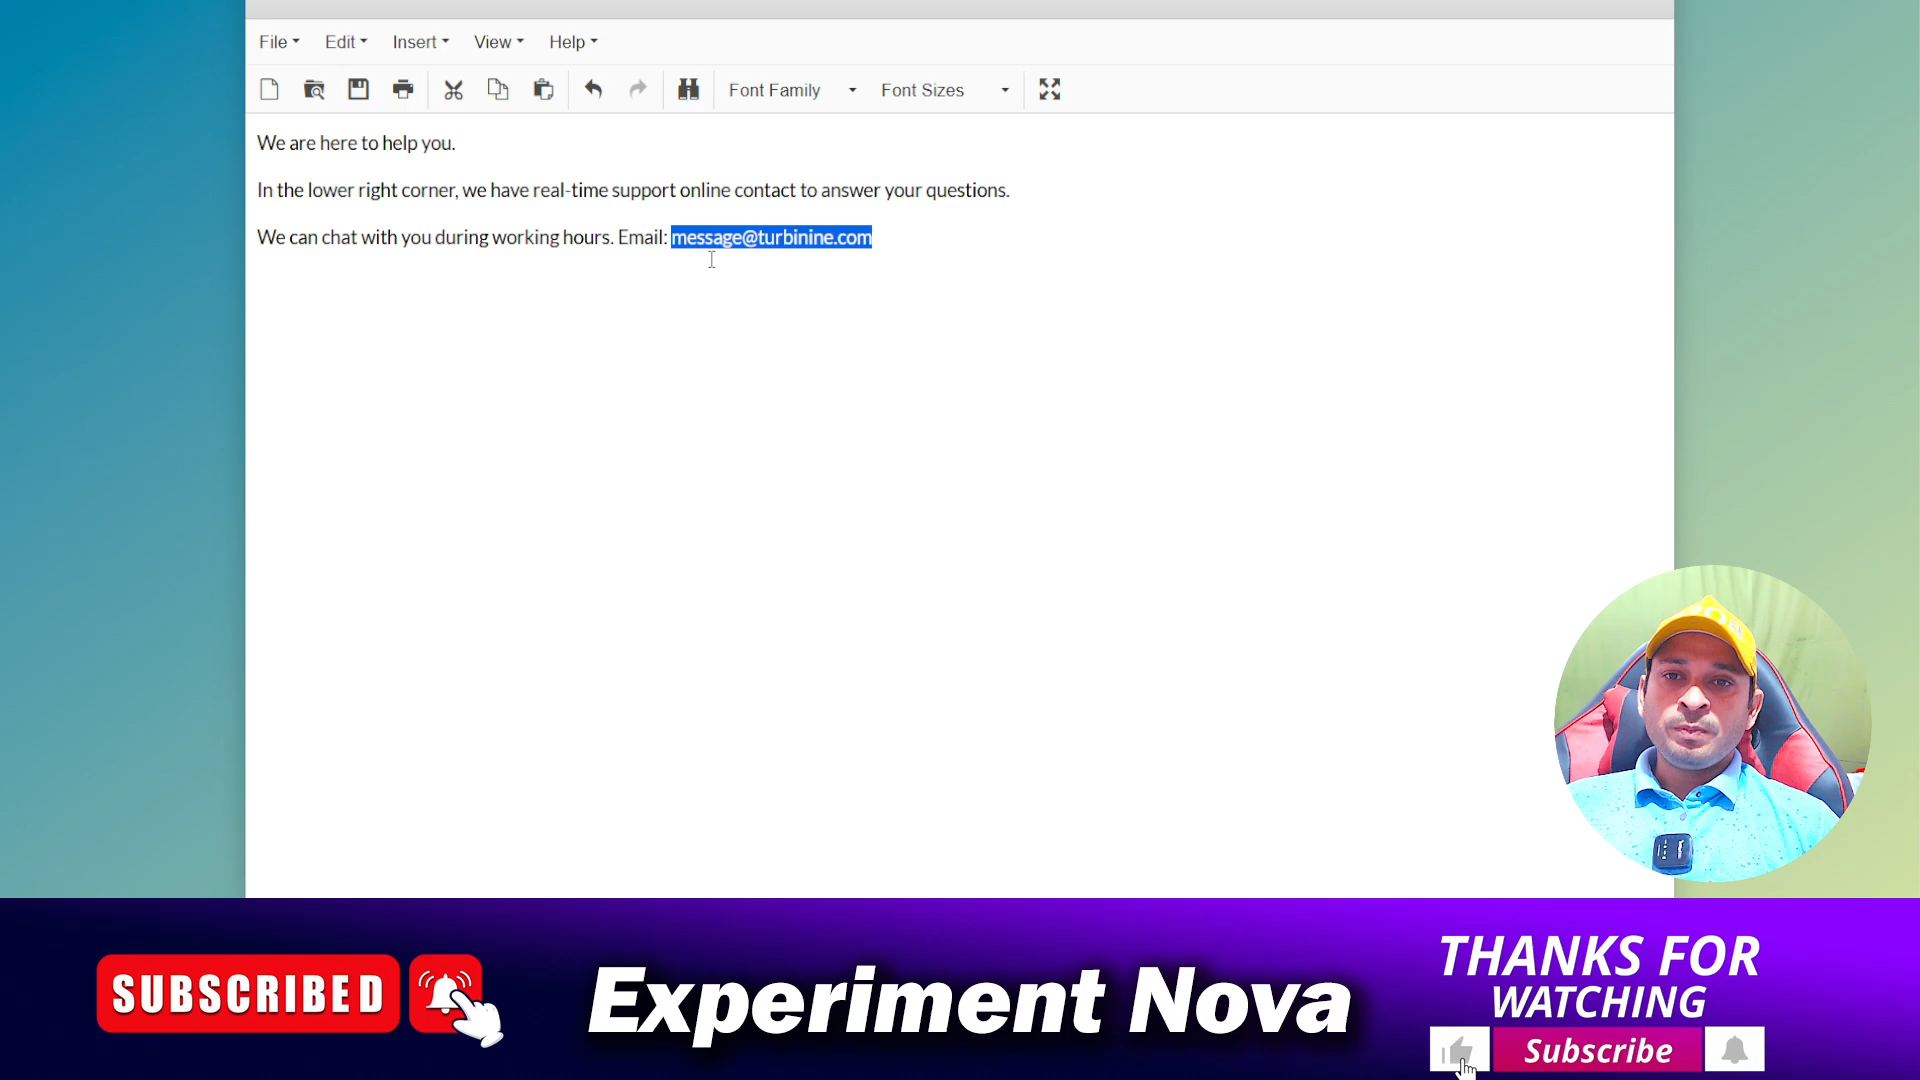 File Edit Insert View Help
Font Family Font Sizes
We are here to help you.
In the lower right corner, we have real-time support online contact to answer your questions.
We can chat with you during working hours. Email: message@turbinine.com
SUBSCRIBED
Experiment Nova
THANKS FOR
WATCHING
Subscribe